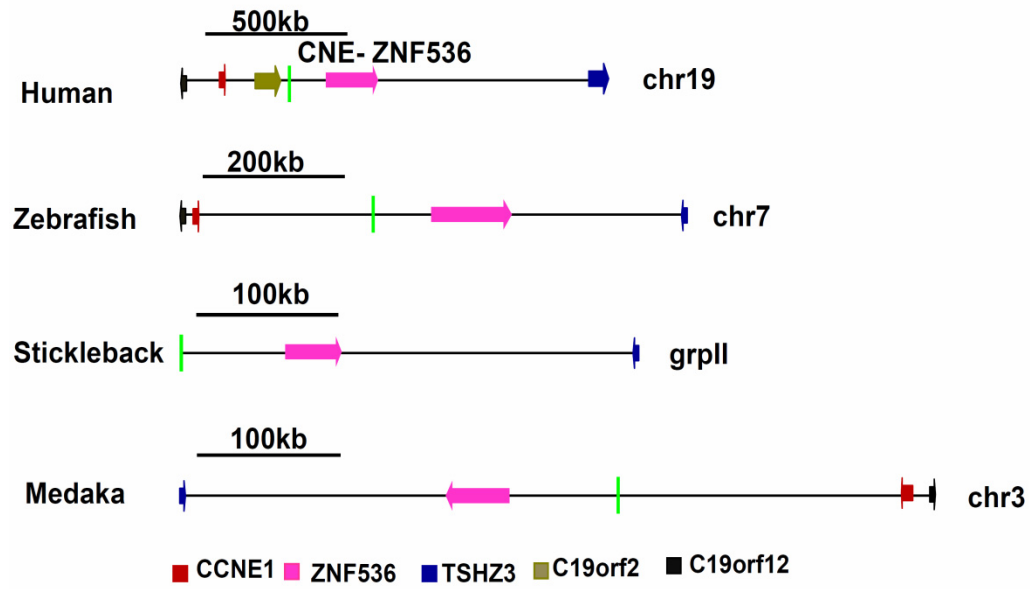 500kb
CNE- ZNF536
Human chr19
200kb
Zebrafish chr7
100kb
Stickleback grpII
100kb
Medaka chr3
CCNE1 ZNF536 TSHZ3 C19orf2 C19orf12